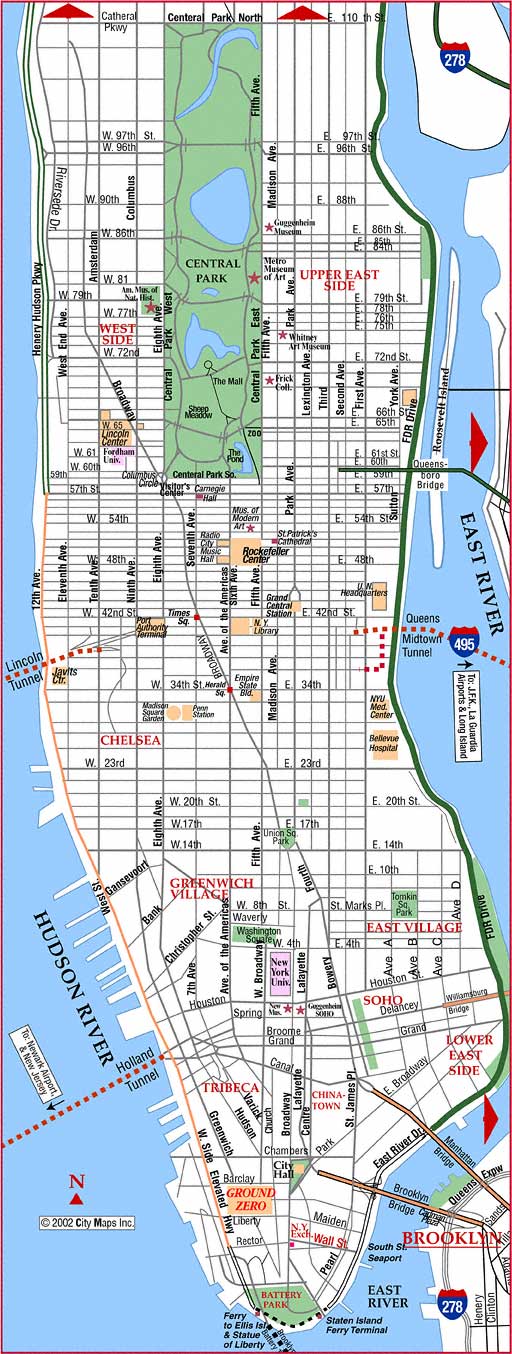 Cathedral
Pkwy
Central Park North
E. 110 th St.
278
W. 97th St.
W. 96th
E. 97th St.
E. 96th St.
Fifth Ave.
Madison Ave.
Riversede Dr.
Columbus
Amsterdam
W. 90th
E. 88th
W. 86th
Guggenheim
Museum
E. 86th St.
E. 85th
E. 84th
CENTRAL
PARK
Metro
Museum
of Art
UPPER EAST
SIDE
W. 81
W. 79th
Am. Mus. of
Nat. Hist.
W. 77th
E. 79th St.
E. 78th
E. 76th
E. 75th
Henery Hudson Pkwy
West End Ave.
WEST
SIDE
W. 72nd
Eighth Ave.
Central Park West
Central Park East
Fifth Ave.
Park Ave.
Whitney
Art Museum
E. 72nd St.
Frick
Coll.
Lexington Ave.
Third
Second Ave.
First Ave.
York Ave.
FDR Drive
Roosevelt Island
The Mall
Sheep
Meadow
Broadway
W. 65
Lincoln
Center
Fordham
Univ.
W. 61
W. 60th
59th
57th St.
E. 66th St.
E. 65th
ZOO
The
Pond
Columbus
Circle
Visitor's
Center
Central Park So.
E. 61st St.
E. 60th
E. 59th
E. 57th
Queens-
boro
Bridge
Sutton
Park Ave.
Carnegie
Hall
W. 54th
Mus. of
Modern
Art
E. 54th St.
St.Patrick's
Cathedral
Radio
City
Music
Hall
Rockefeller
Center
EAST RIVER
12th Ave.
Eleventh Ave.
Tenth Ave.
Ninth Ave.
Eighth Ave.
Seventh Ave.
W. 48th
E. 48th
Ave. of the Americas
Sixth Ave.
Fifth Ave.
Grand
Central
Station
U. N.
Headquarters
W. 42nd St.
E. 42nd St.
Times
Sq.
Port
Authority
Terminal
N. Y.
Library
Queens
Midtown
Tunnel
495
Lincoln
Tunnel
Javits
Ctr.
BROADWAY
Madison Ave.
To: J.F.K., La Guardia
Airports & Long Island
W. 34th St.
Herald
Sq.
Empire
State
Bld.
E. 34th
Madison
Square
Garden
Penn
Station
NYU
Med.
Center
CHELSEA
Bellevue
Hospital
W. 23rd
E. 23rd
Eighth Ave.
W. 20th St.
E. 20th St.
W.17th
E. 17th
Fifth Ave.
Union Sq.
Park
W.14th
E. 14th
West St.
Gansevoort
E. 10th
Fourth
GREENWICH
VILLAGE
Bank
Christopher St.
W. 8th St.
St. Marks Pl.
Tomkin
Sq.
Park
Ave D
FDR Drive
Waverly
Washington
Square
EAST VILLAGE
W. 4th
E. 4th
HUDSON RIVER
7th Ave.
Ave. of the Americas
W. Broadway
New
York
Univ.
Lafayette
Bowery
Ave A
Ave B
Ave C
Houston St.
Houston
SOHO
Williamsburg
Bridge
Spring
New
Mus.
Guggenheim
SOHO
Delancey
Broome
Grand
Grand
To: Newark Airport,
& New Jersey
Holland
Tunnel
Canal
LOWER
EAST
SIDE
E. Broadway
TRIBECA
CHINA-
TOWN
St. James Pl.
Varick
Hudson
Greenwich
Church
Broadway
Lafayette
Centre
W. Side Elevated Hwy
Chambers
Park
East River Dr.
Manhattan
Bridge
N
City
Hall
Barclay
Brooklyn
Bridge
Queens Expw
GROUND
ZERO
© 2002 City Maps Inc.
Liberty
Maiden
N.Y.
Exch
Wall St.
Rector
Pearl
BROOKLYN
South St.
Seaport
EAST
RIVER
BATTERY
PARK
Ferry
to Ellis Isl.
& Statue
of Liberty
Staten Island
Ferry Terminal
278
Henery
Clinton